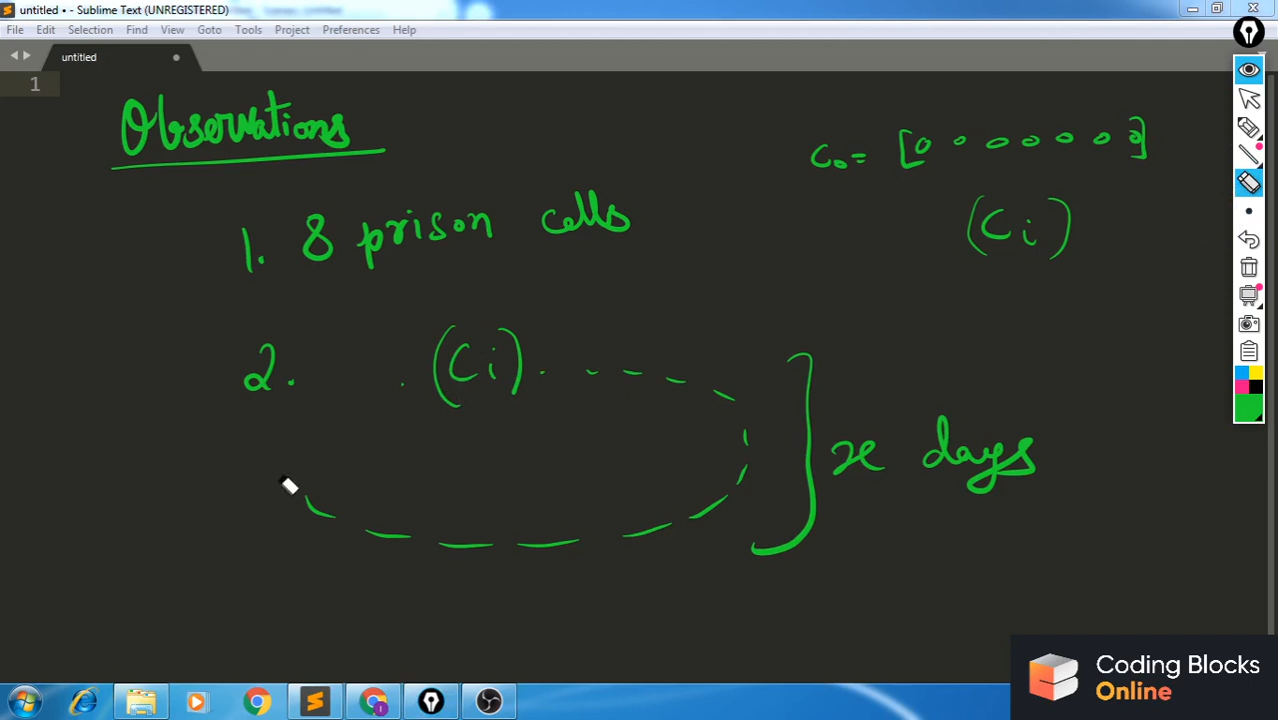 untitled • - Sublime Text (UNREGISTERED)
File Edit Selection Find View Goto Tools Project Preferences Help
untitled
1
Observations
C0 = [0 0 0 0 0 0 0]
1. 8 prison cells
(Ci)
2. . (Ci) . . - - -
x days
Coding Blocks
Online